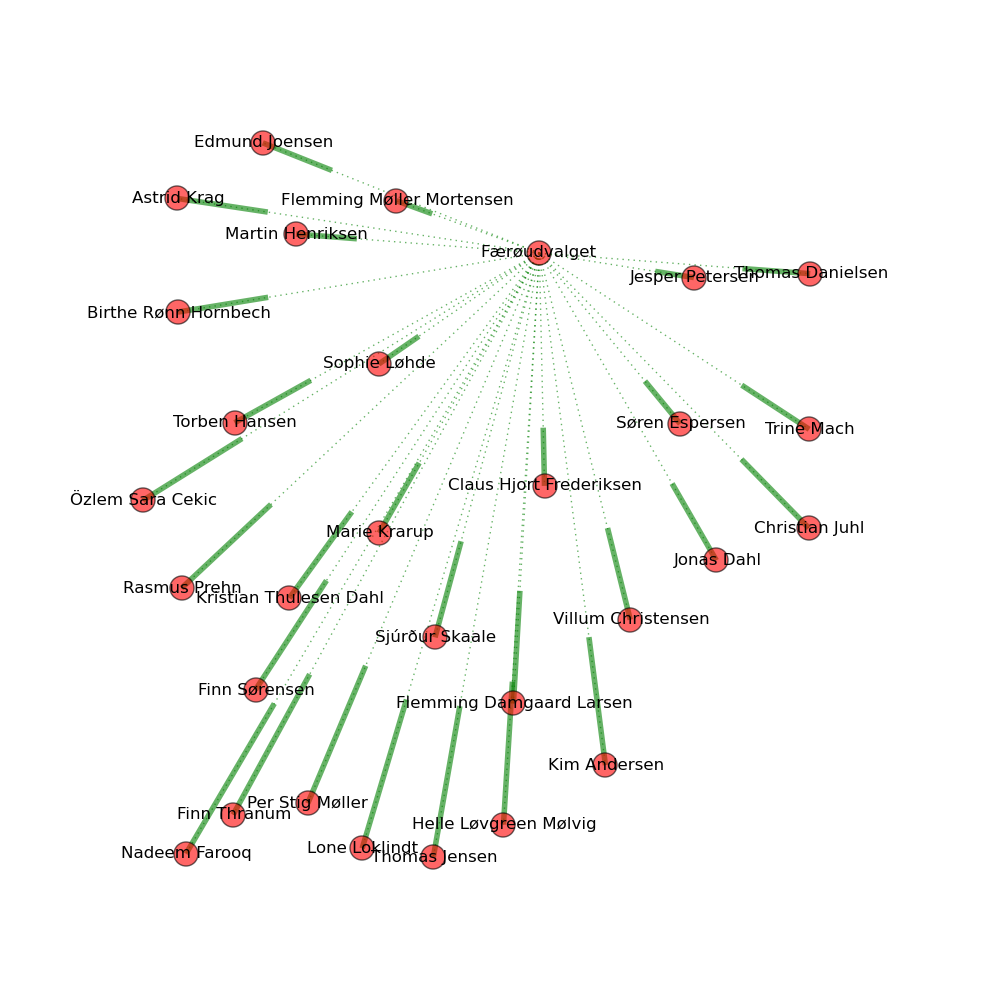 Edmund Joensen
Astrid Krag
Flemming Møller Mortensen
Martin Henriksen
Færøudvalget
Thomas Danielsen
Jesper Petersen
Birthe Rønn Hornbech
Sophie Løhde
Torben Hansen
Søren Espersen
Trine Mach
Claus Hjort Frederiksen
Özlem Sara Cekic
Christian Juhl
Marie Krarup
Jonas Dahl
Rasmus Prehn
Kristian Thulesen Dahl
Villum Christensen
Sjúrður Skaale
Finn Sørensen
Flemming Damgaard Larsen
Kim Andersen
Per Stig Møller
Finn Thranum
Helle Løvgreen Mølvig
Lone Loklindt
Nadeem Farooq
Thomas Jensen